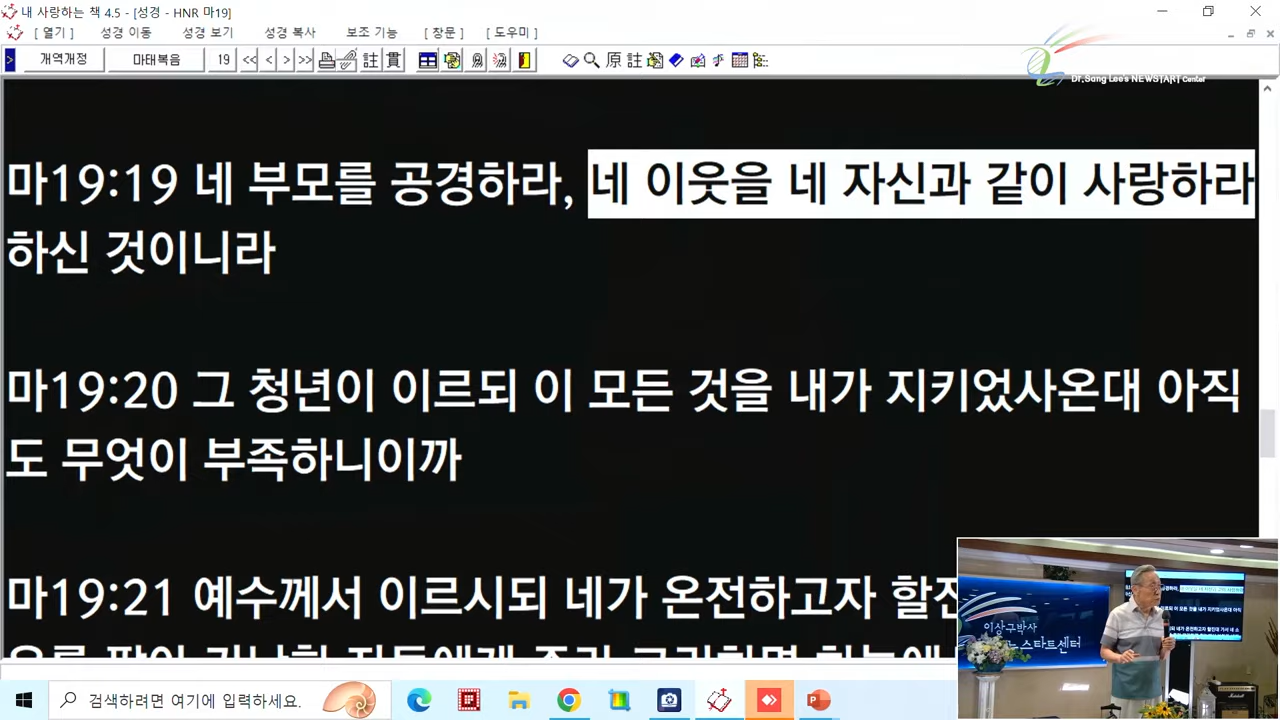 내 사랑하는 책 4.5 - [성경 - HNR 마19]
[ 열기 ] 성경 이동 성경 보기 성경 복사 보조 기능 [ 창문 ] [ 도우미 ]
> 개역개정 마태복음 19 << < > >> 註 貫 原 註
Dr.Sang Lee's NEWSTART Center
마19:19 네 부모를 공경하라, 네 이웃을 네 자신과 같이 사랑하라
하신 것이니라
마19:20 그 청년이 이르되 이 모든 것을 내가 지키었사온대 아직
도 무엇이 부족하니이까
마19:21 예수께서 이르시되 네가 온전하고자 할진
이상구박사
스타트센터
검색하려면 여기에 입력하세요.